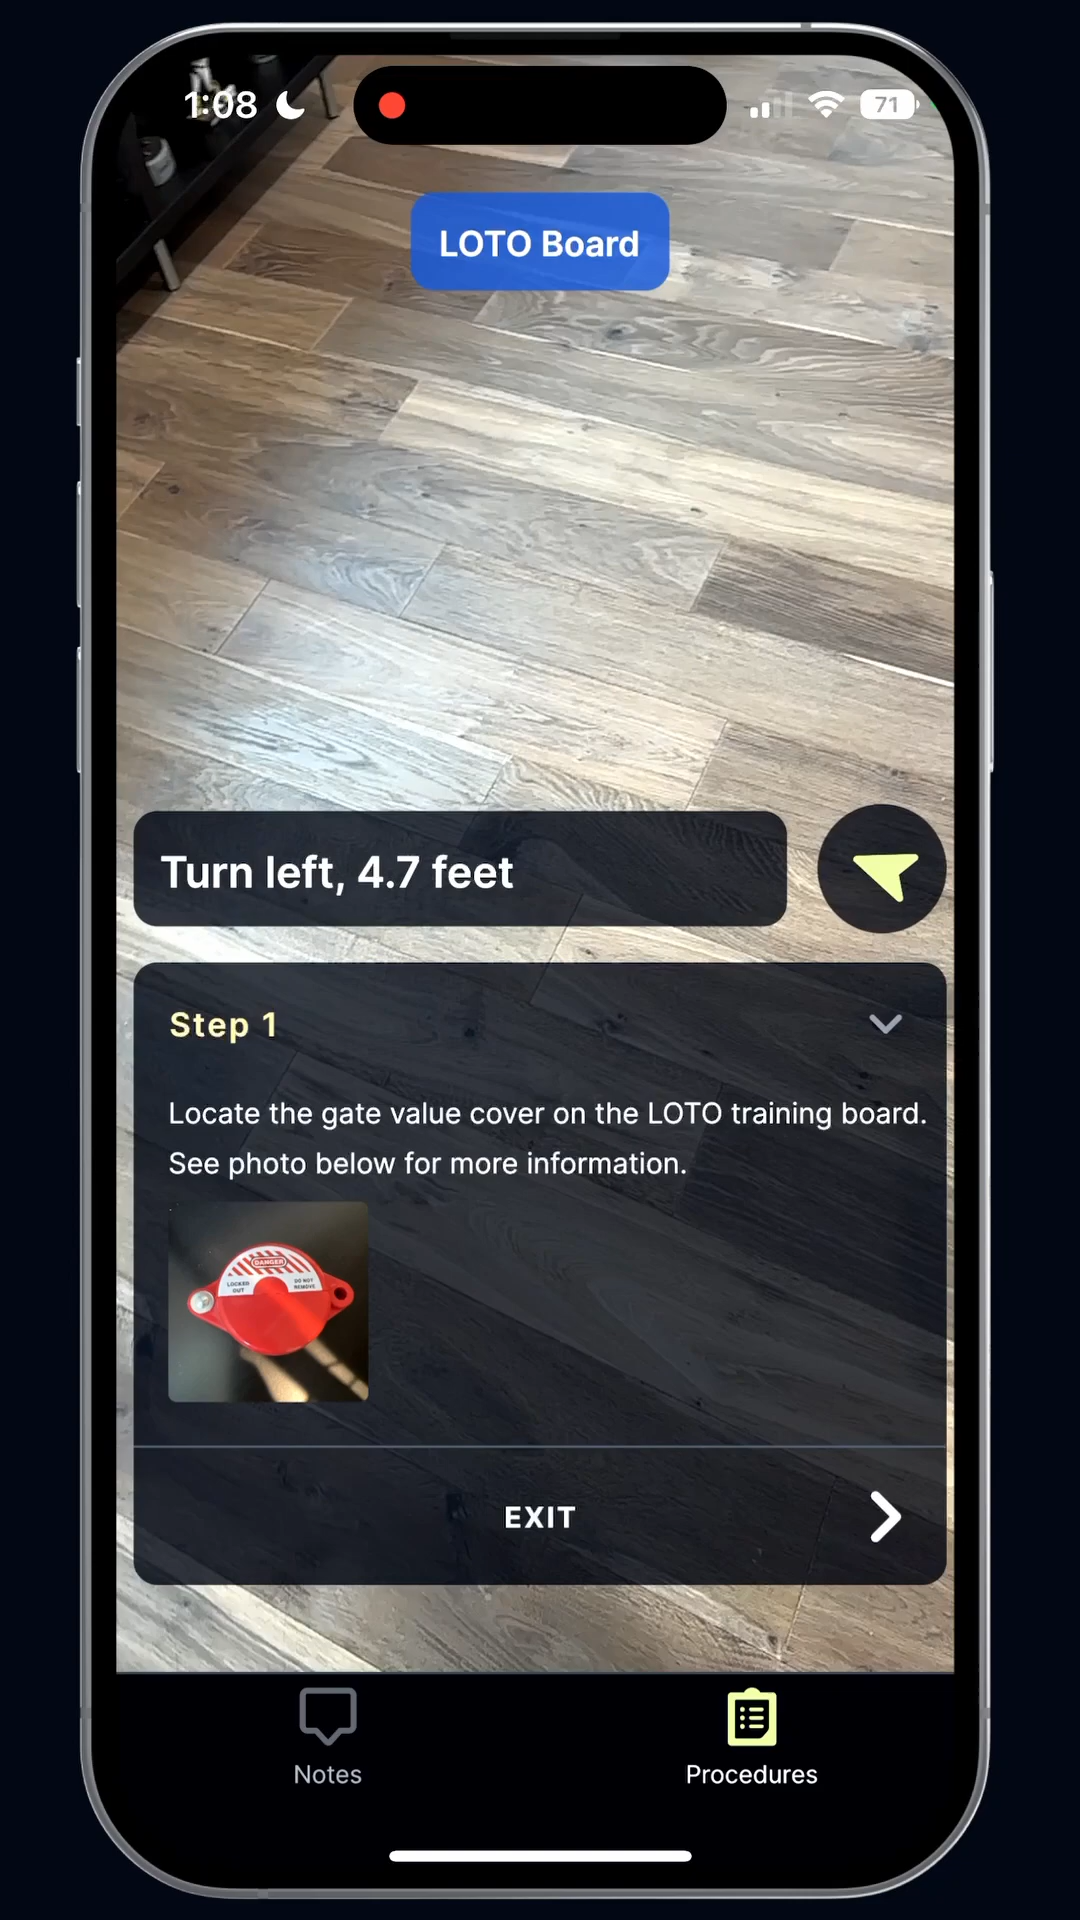 1:08
71
LOTO Board
Turn left, 4.7 feet
Step 1
Locate the gate value cover on the LOTO training board.
See photo below for more information.
DANGER
LOCKED OUT
DO NOT REMOVE
EXIT
Notes
Procedures